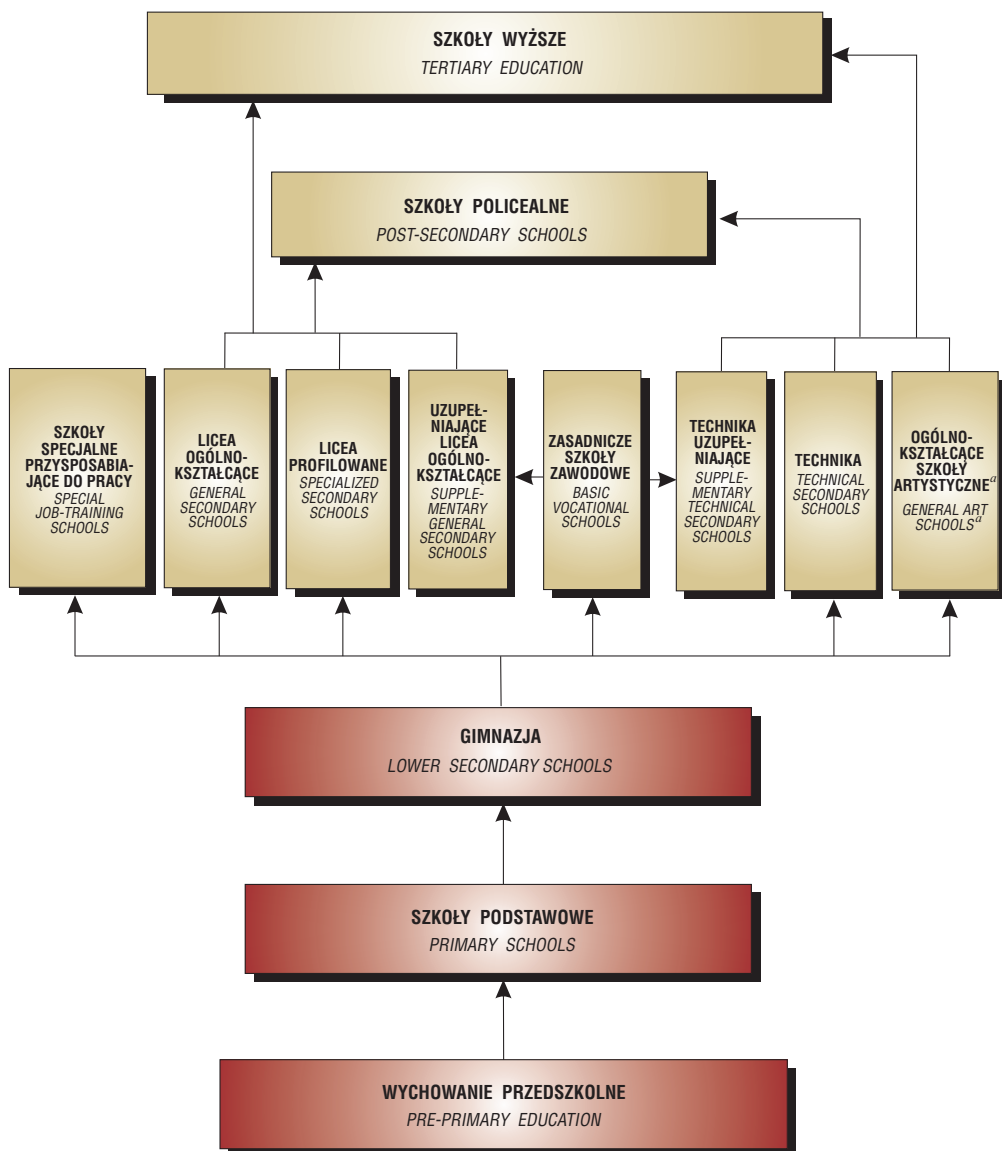 SZKOŁY WYŻSZE
TERTIARY EDUCATION
SZKOŁY POLICEALNE
POST-SECONDARY SCHOOLS
SZKOŁY
SPECJALNE
PRZYSPOSABIA-
JĄCE DO PRACY
SPECIAL
JOB-TRAINING
SCHOOLS
LICEA
OGÓLNO-
KSZTAŁCĄCE
GENERAL
SECONDARY
SCHOOLS
LICEA
PROFILOWANE
SPECIALIZED
SECONDARY
SCHOOLS
UZUPEŁ-
NIAJĄCE
LICEA
OGÓLNO-
KSZTAŁCĄCE
SUPPLE-
MENTARY
GENERAL
SECONDARY
SCHOOLS
ZASADNICZE
SZKOŁY
ZAWODOWE
BASIC
VOCATIONAL
SCHOOLS
TECHNIKA
UZUPEŁ-
NIAJĄCE
SUPPLE-
MENTARY
TECHNICAL
SECONDARY
SCHOOLS
TECHNIKA
TECHNICAL
SECONDARY
SCHOOLS
OGÓLNO-
KSZTAŁCĄCE
SZKOŁY
ARTYSTYCZNE a
GENERAL ART
SCHOOLS a
GIMNAZJA
LOWER SECONDARY SCHOOLS
SZKOŁY PODSTAWOWE
PRIMARY SCHOOLS
WYCHOWANIE PRZEDSZKOLNE
PRE-PRIMARY EDUCATION